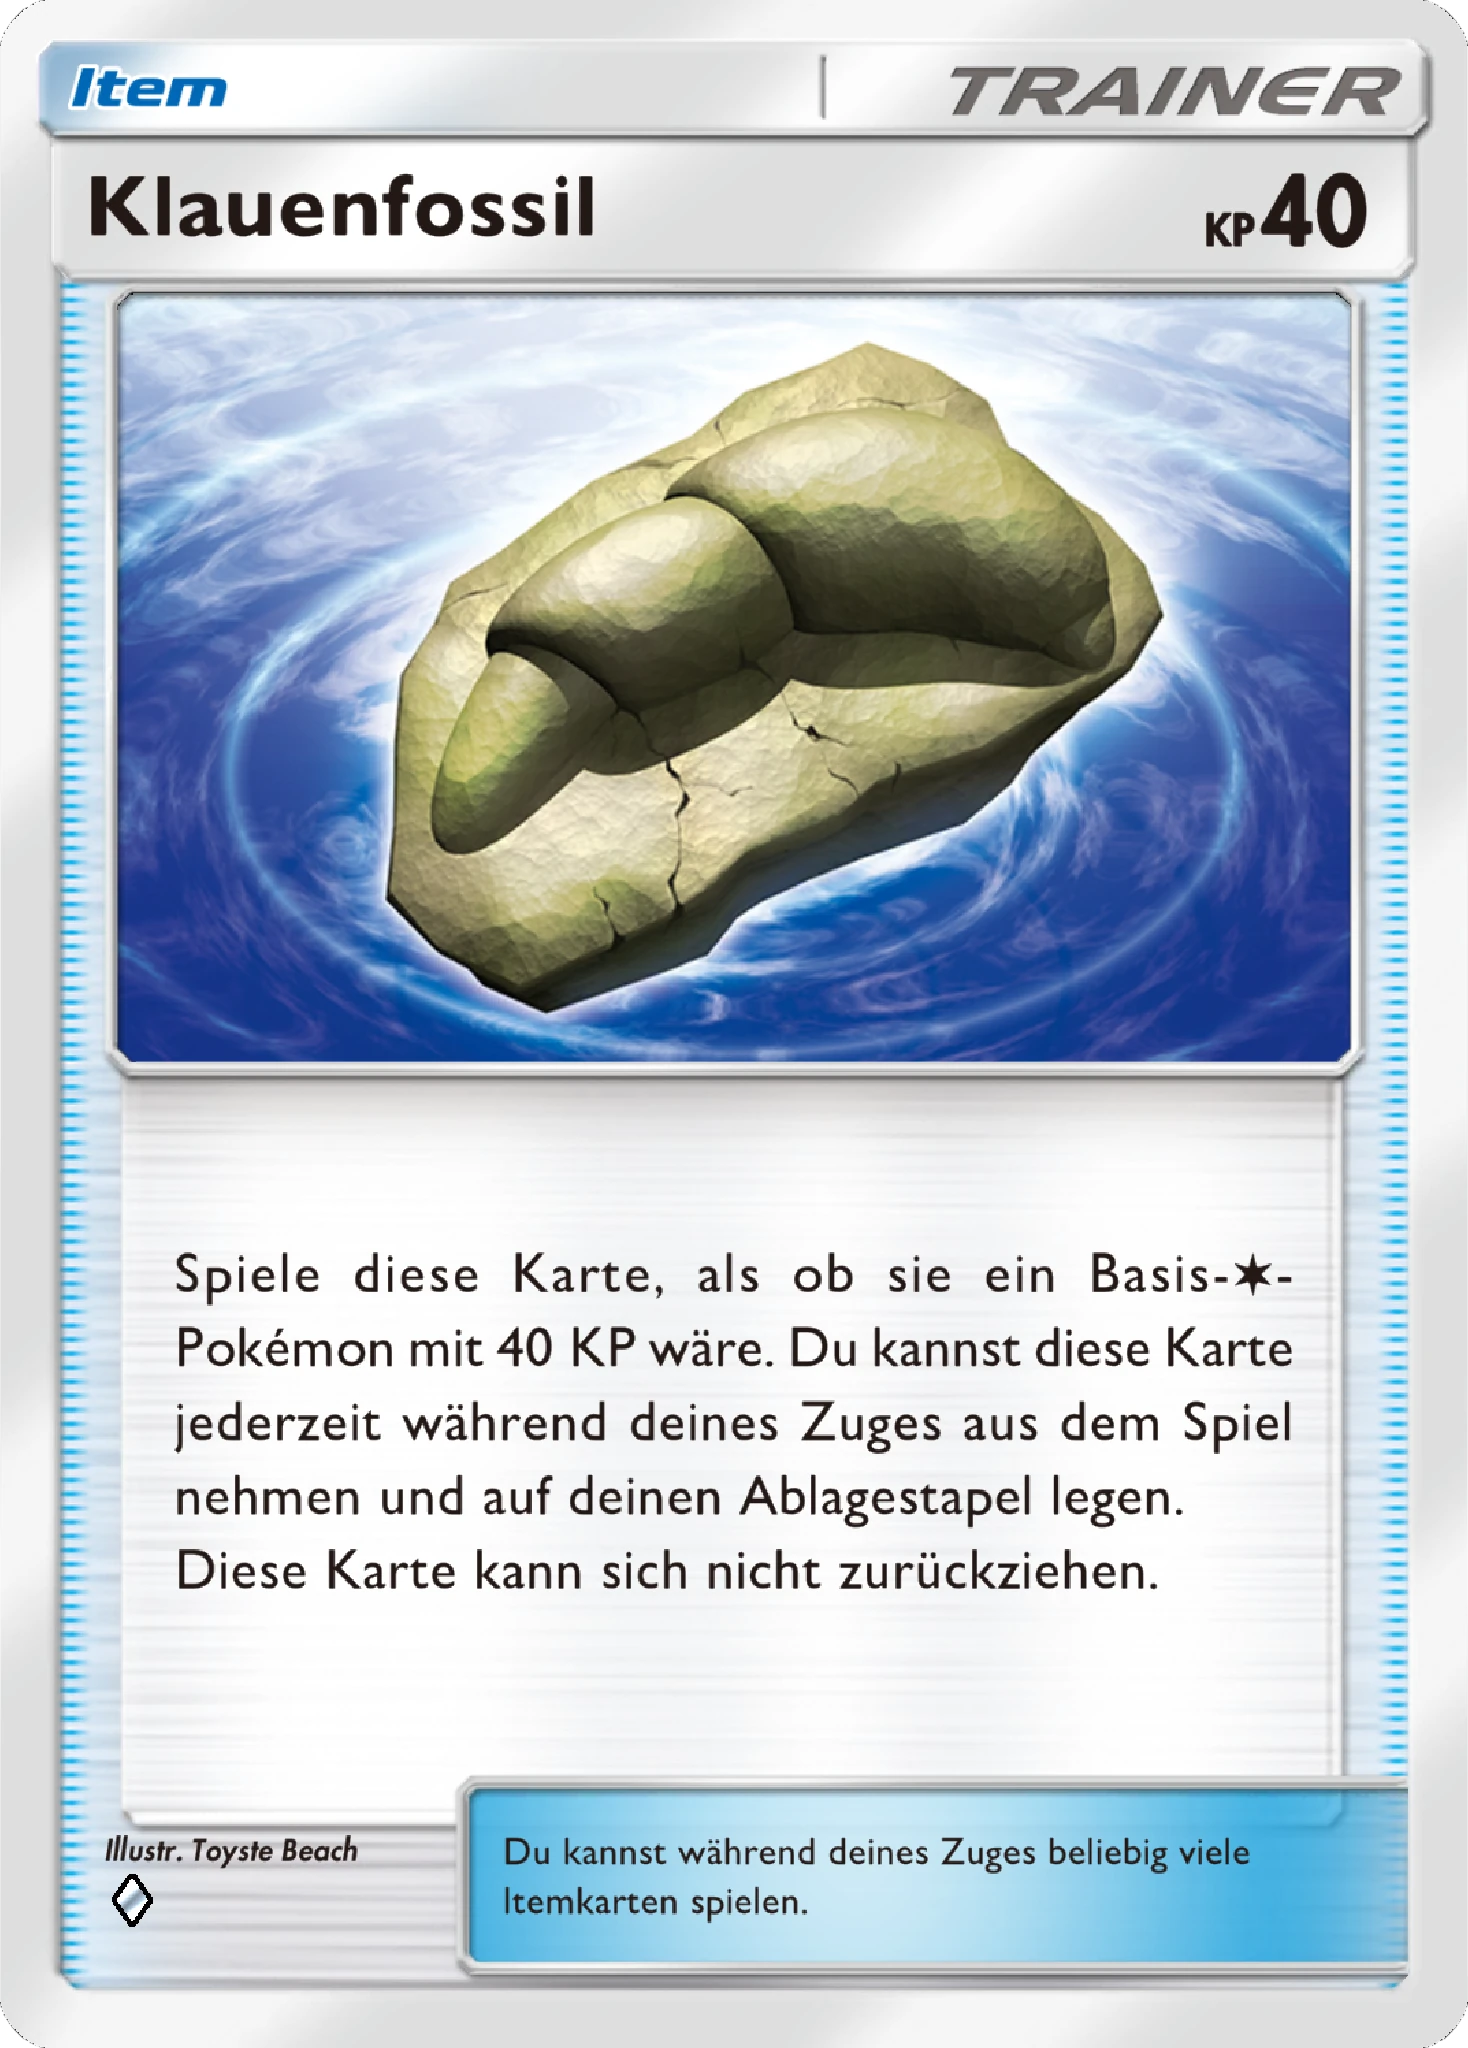 Item
TRAINER
Klauenfossil
KP 40
Spiele diese Karte, als ob sie ein Basis-✶-
Pokémon mit 40 KP wäre. Du kannst diese Karte
jederzeit während deines Zuges aus dem Spiel
nehmen und auf deinen Ablagestapel legen.
Diese Karte kann sich nicht zurückziehen.
Illustr. Toyste Beach
Du kannst während deines Zuges beliebig viele
Itemkarten spielen.